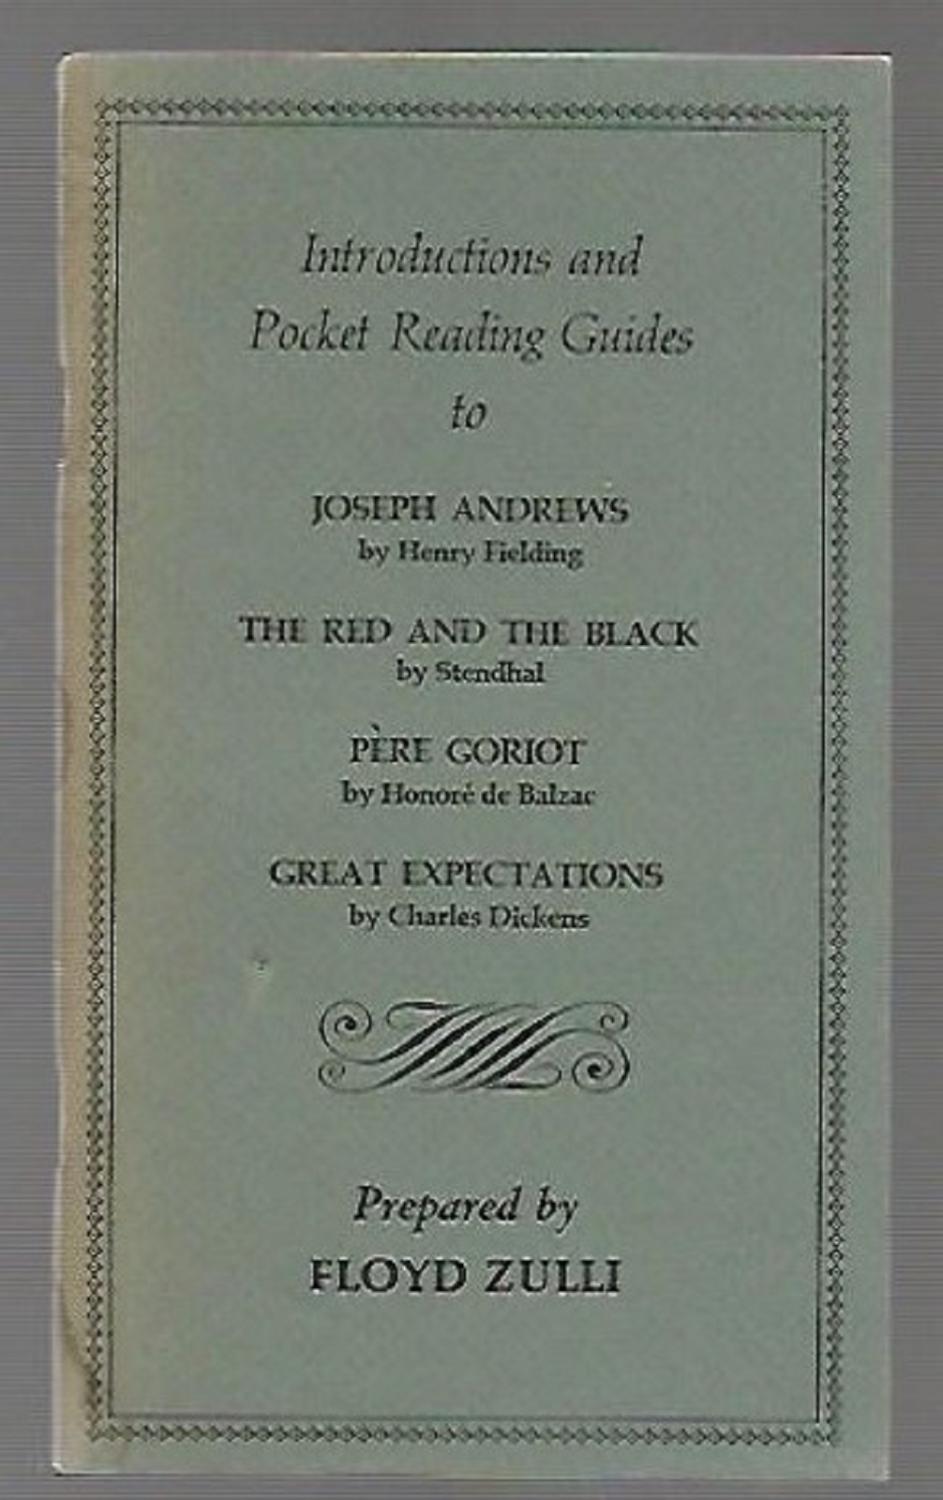 Introductions and
Pocket Reading Guides
to
JOSEPH ANDREWS
by Henry Fielding
THE RED AND THE BLACK
by Stendhal
PÈRE GORIOT
by Honoré de Balzac
GREAT EXPECTATIONS
by Charles Dickens
Prepared by
FLOYD ZULLI